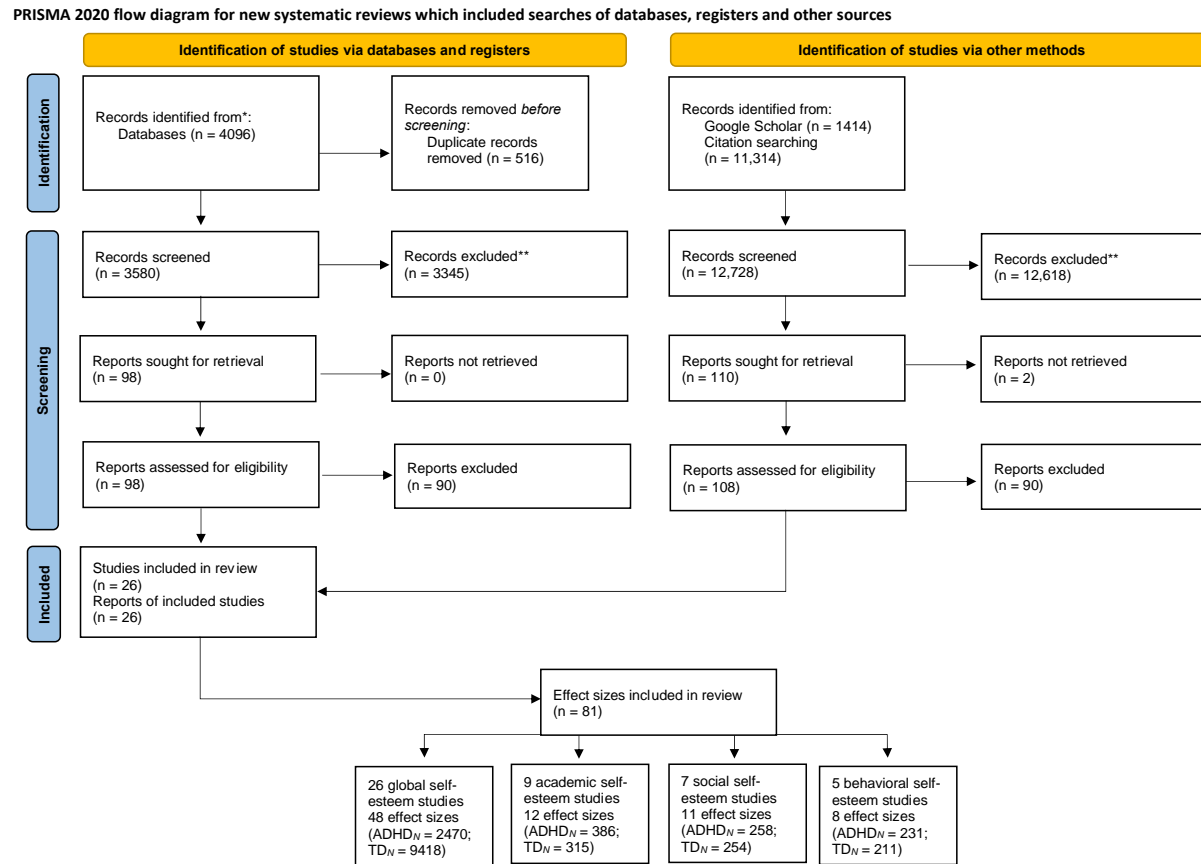 PRISMA 2020 flow diagram for new systematic reviews which included searches of databases, registers and other sources
Identification of studies via databases and registers
Identification of studies via other methods
Identification
Records identified from*:
Databases (n = 4096)
Records removed before
screening:
Duplicate records
removed (n = 516)
Records identified from:
Google Scholar (n = 1414)
Citation searching
(n = 11,314)
Screening
Records screened
(n = 3580)
Records excluded**
(n = 3345)
Records screened
(n = 12,728)
Records excluded**
(n = 12,618)
Reports sought for retrieval
(n = 98)
Reports not retrieved
(n = 0)
Reports sought for retrieval
(n = 110)
Reports not retrieved
(n = 2)
Reports assessed for eligibility
(n = 98)
Reports excluded
(n = 90)
Reports assessed for eligibility
(n = 108)
Reports excluded
(n = 90)
Included
Studies included in review
(n = 26)
Reports of included studies
(n = 26)
Effect sizes included in review
(n = 81)
26 global self-
esteem studies
48 effect sizes
(ADHDN = 2470;
TDN = 9418)
9 academic self-
esteem studies
12 effect sizes
(ADHDN = 386;
TDN = 315)
7 social self-
esteem studies
11 effect sizes
(ADHDN = 258;
TDN = 254)
5 behavioral self-
esteem studies
8 effect sizes
(ADHDN = 231;
TDN = 211)